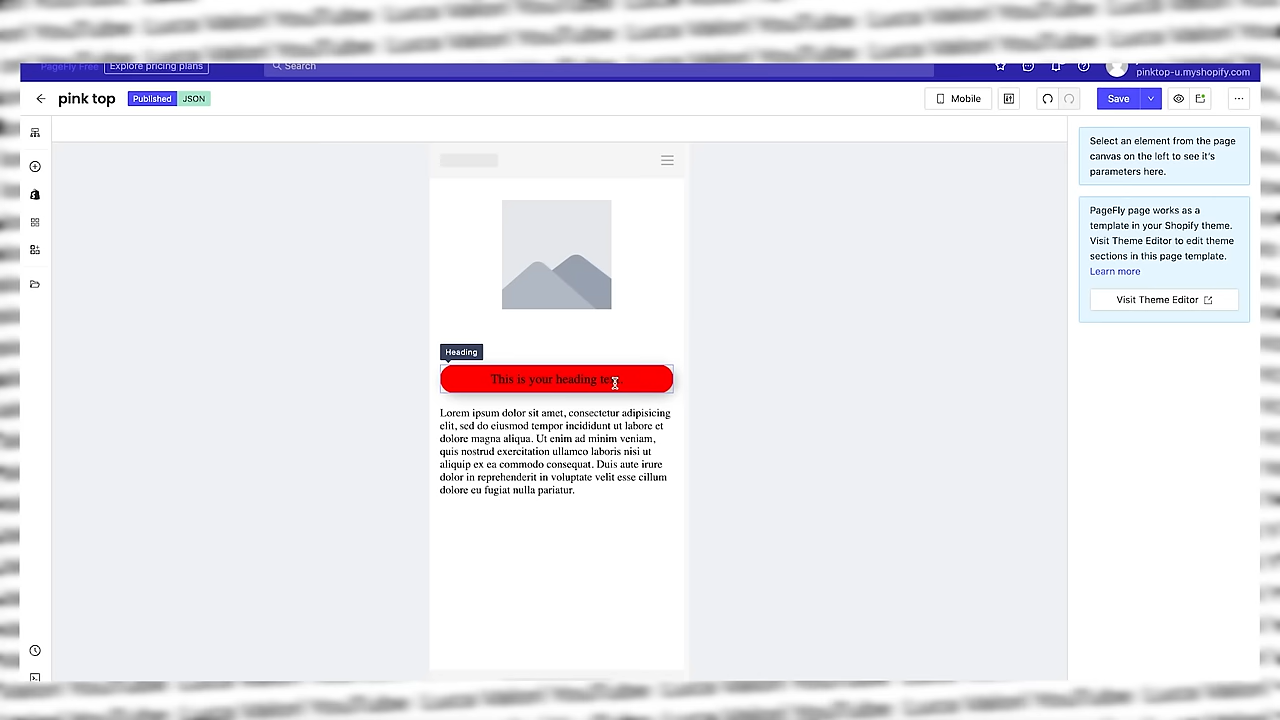 PageFly Free
Explore pricing plans
Search
pinktop-u.myshopify.com
pink top
Published
JSON
Mobile
Save
Select an element from the page
canvas on the left to see it's
parameters here.
PageFly page works as a
template in your Shopify theme.
Visit Theme Editor to edit theme
sections in this page template.
Learn more
Visit Theme Editor
Heading
This is your heading text
Lorem ipsum dolor sit amet, consectetur adipisicing
elit, sed do eiusmod tempor incididunt ut labore et
dolore magna aliqua. Ut enim ad minim veniam,
quis nostrud exercitation ullamco laboris nisi ut
aliquip ex ea commodo consequat. Duis aute irure
dolor in reprehenderit in voluptate velit esse cillum
dolore eu fugiat nulla pariatur.